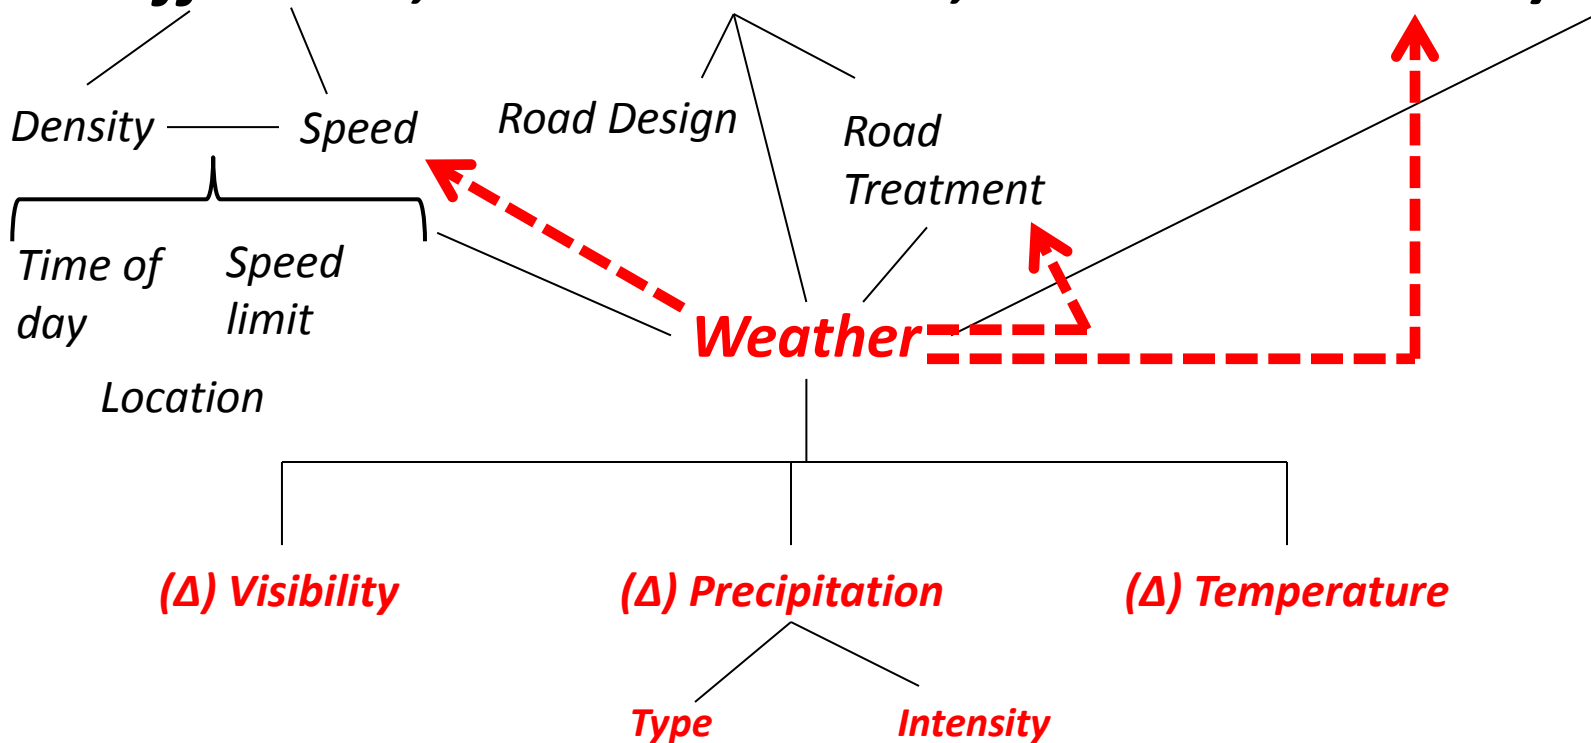 Density
Speed
Road Design
Road
Treatment
Time of
day
Speed
limit
Weather
Location
(Δ) Visibility
(Δ) Precipitation
(Δ) Temperature
Type
Intensity